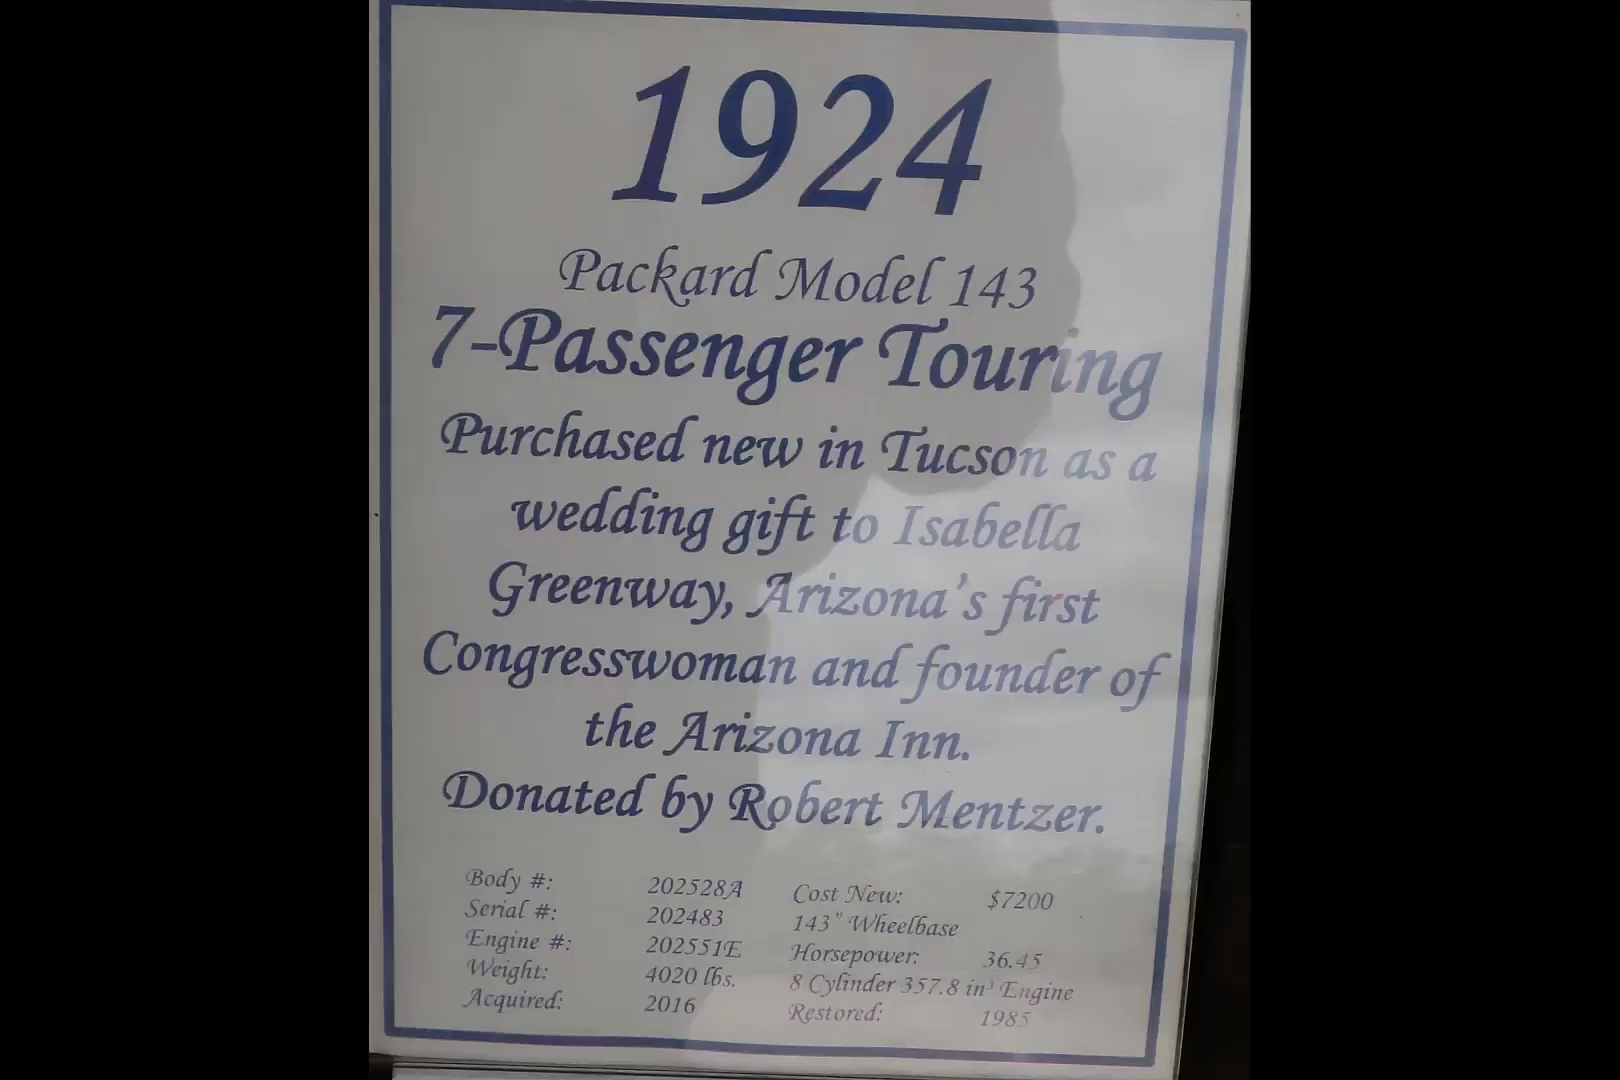 1924
Packard Model 143
7-Passenger Touring
Purchased new in Tucson as a
wedding gift to Isabella
Greenway, Arizona's first
Congresswoman and founder of
the Arizona Inn.
Donated by Robert Mentzer.
Body #: 202528A Cost New: $7200
Serial #: 202483 143" Wheelbase
Engine #: 202551E Horsepower: 36.45
Weight: 4020 lbs. 8 Cylinder 357.8 in³ Engine
Acquired: 2016 Restored: 1985